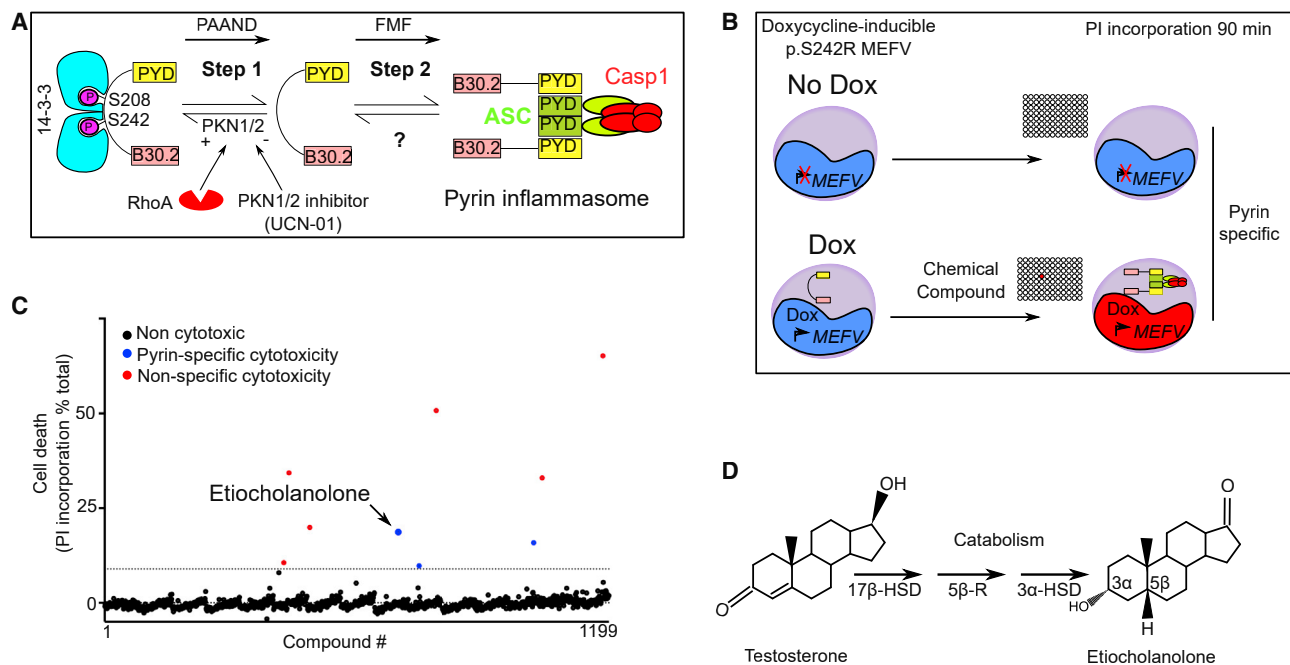 A
PAAND
FMF
Step 1
Step 2
PYD
PYD
14-3-3
P
S208
P
S242
B30.2
PKN1/2
+
-
B30.2
?
RhoA
PKN1/2 inhibitor
(UCN-01)
Casp1
B30.2
PYD
ASC
PYD
PYD
B30.2
PYD
Pyrin inflammasome
B
Doxycycline-inducible
p.S242R MEFV
PI incorporation 90 min
No Dox
MEFV
MEFV
Pyrin
specific
Dox
Chemical
Compound
Dox
MEFV
Dox
MEFV
C
Non cytotoxic
Pyrin-specific cytotoxicity
Non-specific cytotoxicity
Cell death
(PI incorporation % total)
50
25
0
Etiocholanolone
1
1199
Compound #
D
OH
O
Testosterone
Catabolism
17β-HSD
5β-R
3α-HSD
O
3α
5β
HO
H
Etiocholanolone